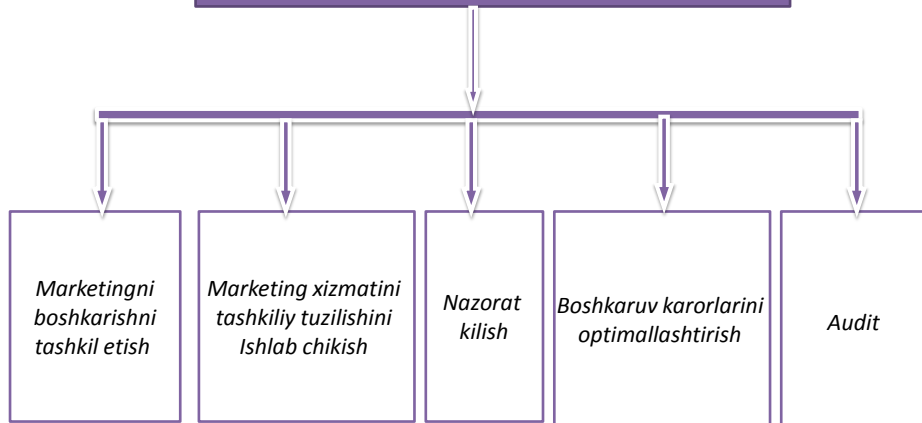 Marketingni
boshkarishni
tashkil etish
Marketing xizmatini
tashkiliy tuzilishini
Ishlab chikish
Nazorat
kilish
Boshkaruv karorlarini
optimallashtirish
Audit